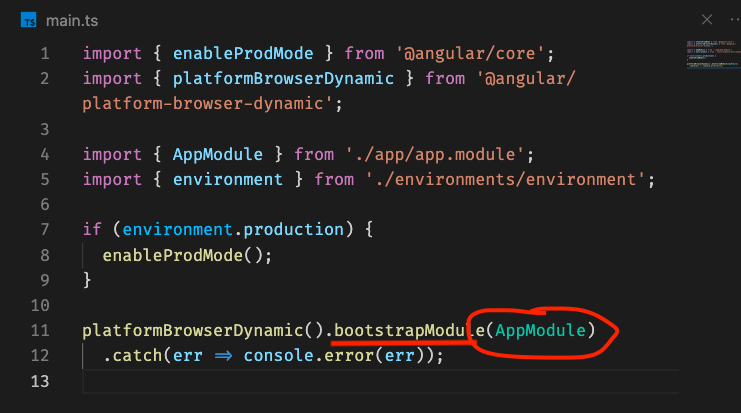 TS main.ts
1 import { enableProdMode } from '@angular/core';
2 import { platformBrowserDynamic } from '@angular/
platform-browser-dynamic';
3
4 import { AppModule } from './app/app.module';
5 import { environment } from './environments/environment';
6
7 if (environment.production) {
8 enableProdMode();
9 }
10
11 platformBrowserDynamic().bootstrapModule(AppModule)
12 .catch(err => console.error(err));
13